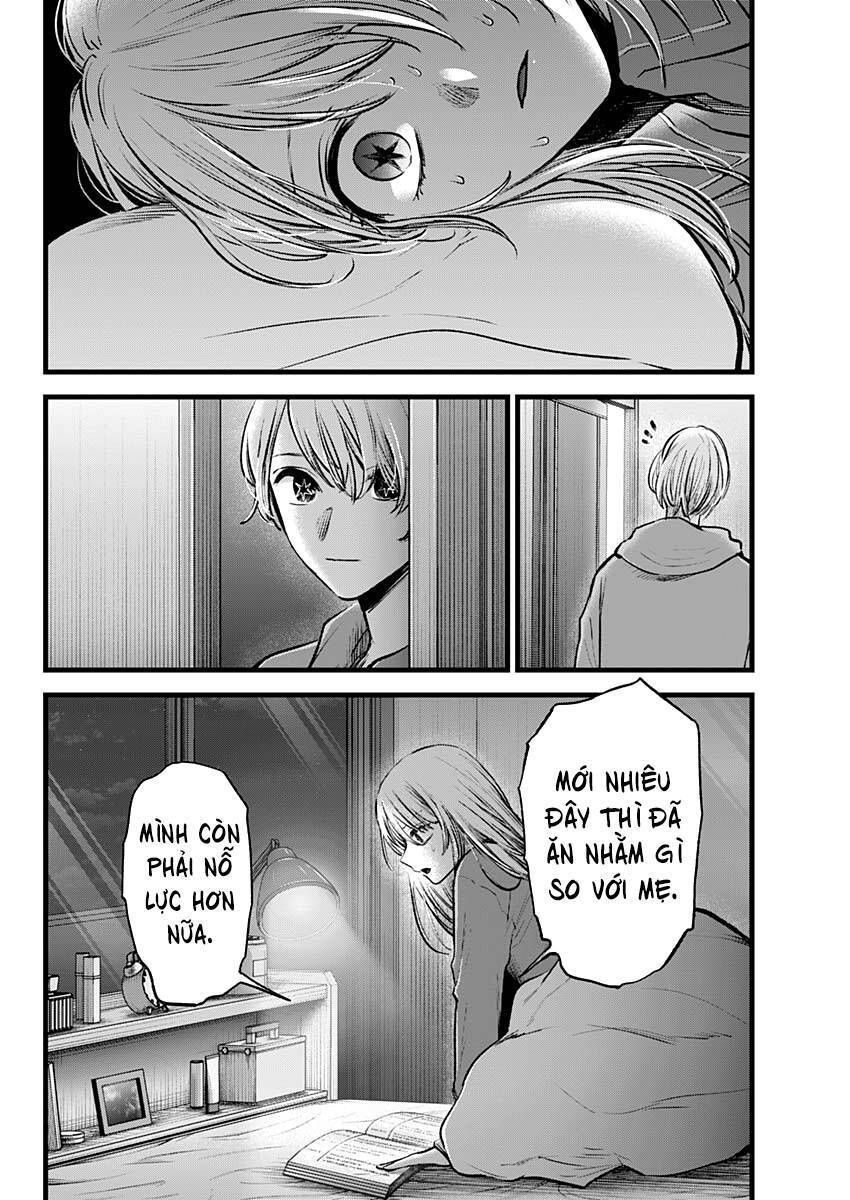 MỚI NHIÊU
ĐÂY THÌ ĐÃ
ĂN NHẰM GÌ
SO VỚI MẸ.
MÌNH CÒN
PHẢI NỖ
LỰC HƠN
NỮA.